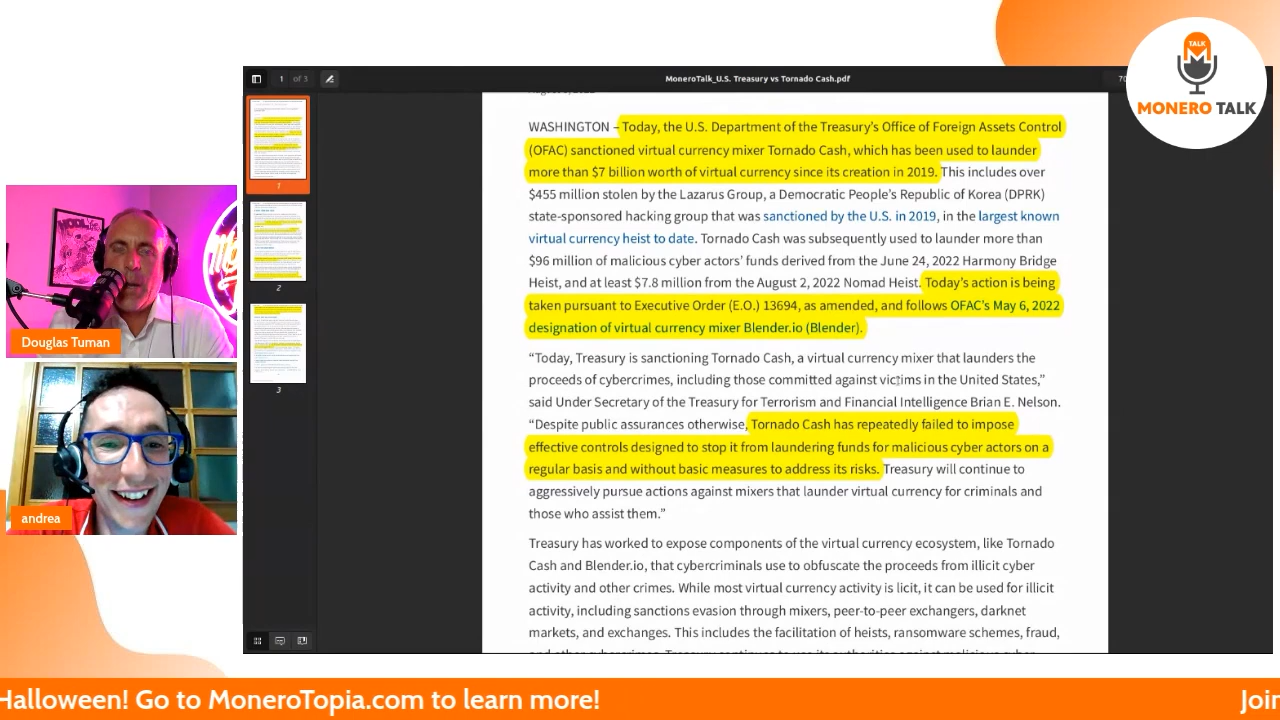 1 of 3
MoneroTalk_U.S. Treasury vs Tornado Cash.pdf
70
TALK
MONERO TALK
WASHINGTON – Today, the U.S. Department of the Treasury's Office of Foreign Assets Control
(OFAC) sanctioned virtual currency mixer Tornado Cash, which has been used to launder
more than $7 billion worth of virtual currency since its creation in 2019. This includes over
$455 million stolen by the Lazarus Group, a Democratic People's Republic of Korea (DPRK)
state-sponsored hacking group that was sanctioned by the U.S. in 2019, in the largest known
virtual currency heist to date. Tornado Cash was subsequently used to launder more than
$96 million of malicious cyber actors' funds derived from the June 24, 2022 Harmony Bridge
Heist, and at least $7.8 million from the August 2, 2022 Nomad Heist. Today's action is being
taken pursuant to Executive Order (E.O.) 13694, as amended, and follows OFAC's May 6, 2022
designation of virtual currency mixer Blender.io (Blender).
"Today, Treasury is sanctioning Tornado Cash, a virtual currency mixer that launders the
proceeds of cybercrimes, including those committed against victims in the United States,"
said Under Secretary of the Treasury for Terrorism and Financial Intelligence Brian E. Nelson.
"Despite public assurances otherwise, Tornado Cash has repeatedly failed to impose
effective controls designed to stop it from laundering funds for malicious cyber actors on a
regular basis and without basic measures to address its risks. Treasury will continue to
aggressively pursue actions against mixers that launder virtual currency for criminals and
those who assist them."
Treasury has worked to expose components of the virtual currency ecosystem, like Tornado
Cash and Blender.io, that cybercriminals use to obfuscate the proceeds from illicit cyber
activity and other crimes. While most virtual currency activity is licit, it can be used for illicit
activity, including sanctions evasion through mixers, peer-to-peer exchangers, darknet
markets, and exchanges. This includes the facilitation of heists, ransomware schemes, fraud,
1
2
3
Douglas Tuman
andrea
Halloween! Go to MoneroTopia.com to learn more!
Join